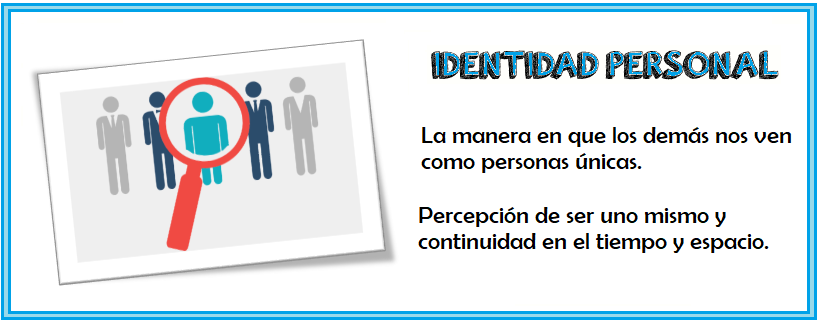 IDENTIDAD PERSONAL
La manera en que los demás nos ven
como personas únicas.
Percepción de ser uno mismo y
continuidad en el tiempo y espacio.